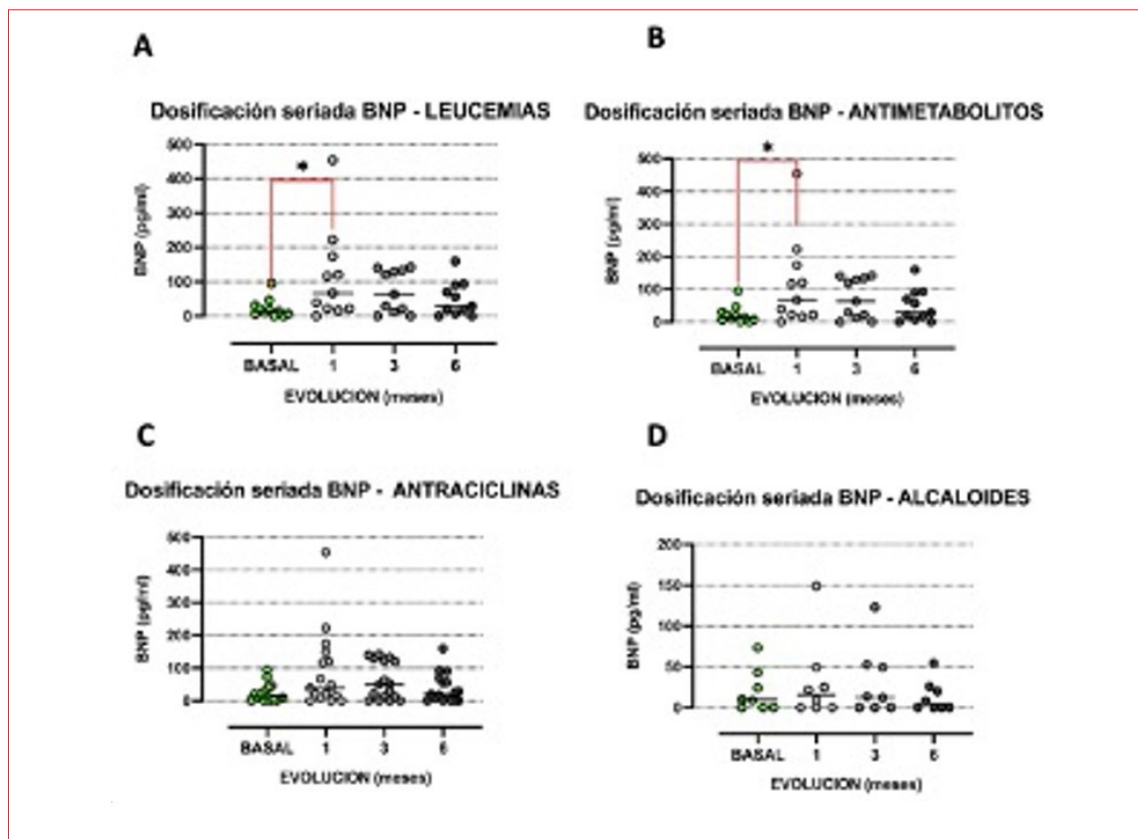 A
Dosificación seriada BNP - LEUCEMIAS
500
400
300
200
100
0
BNP (pg/ml)
*
BASAL 1 3 6
EVOLUCION (meses)
B
Dosificación seriada BNP - ANTIMETABOLITOS
500
400
300
200
100
0
BNP (pg/ml)
*
BASAL 1 3 6
EVOLUCION (meses)
C
Dosificación seriada BNP - ANTRACICLINAS
500
400
300
200
100
0
BNP (pg/ml)
BASAL 1 3 6
EVOLUCION (meses)
D
Dosificación seriada BNP - ALCALOIDES
200
150
100
50
0
BNP (pg/ml)
BASAL 1 3 6
EVOLUCION (meses)